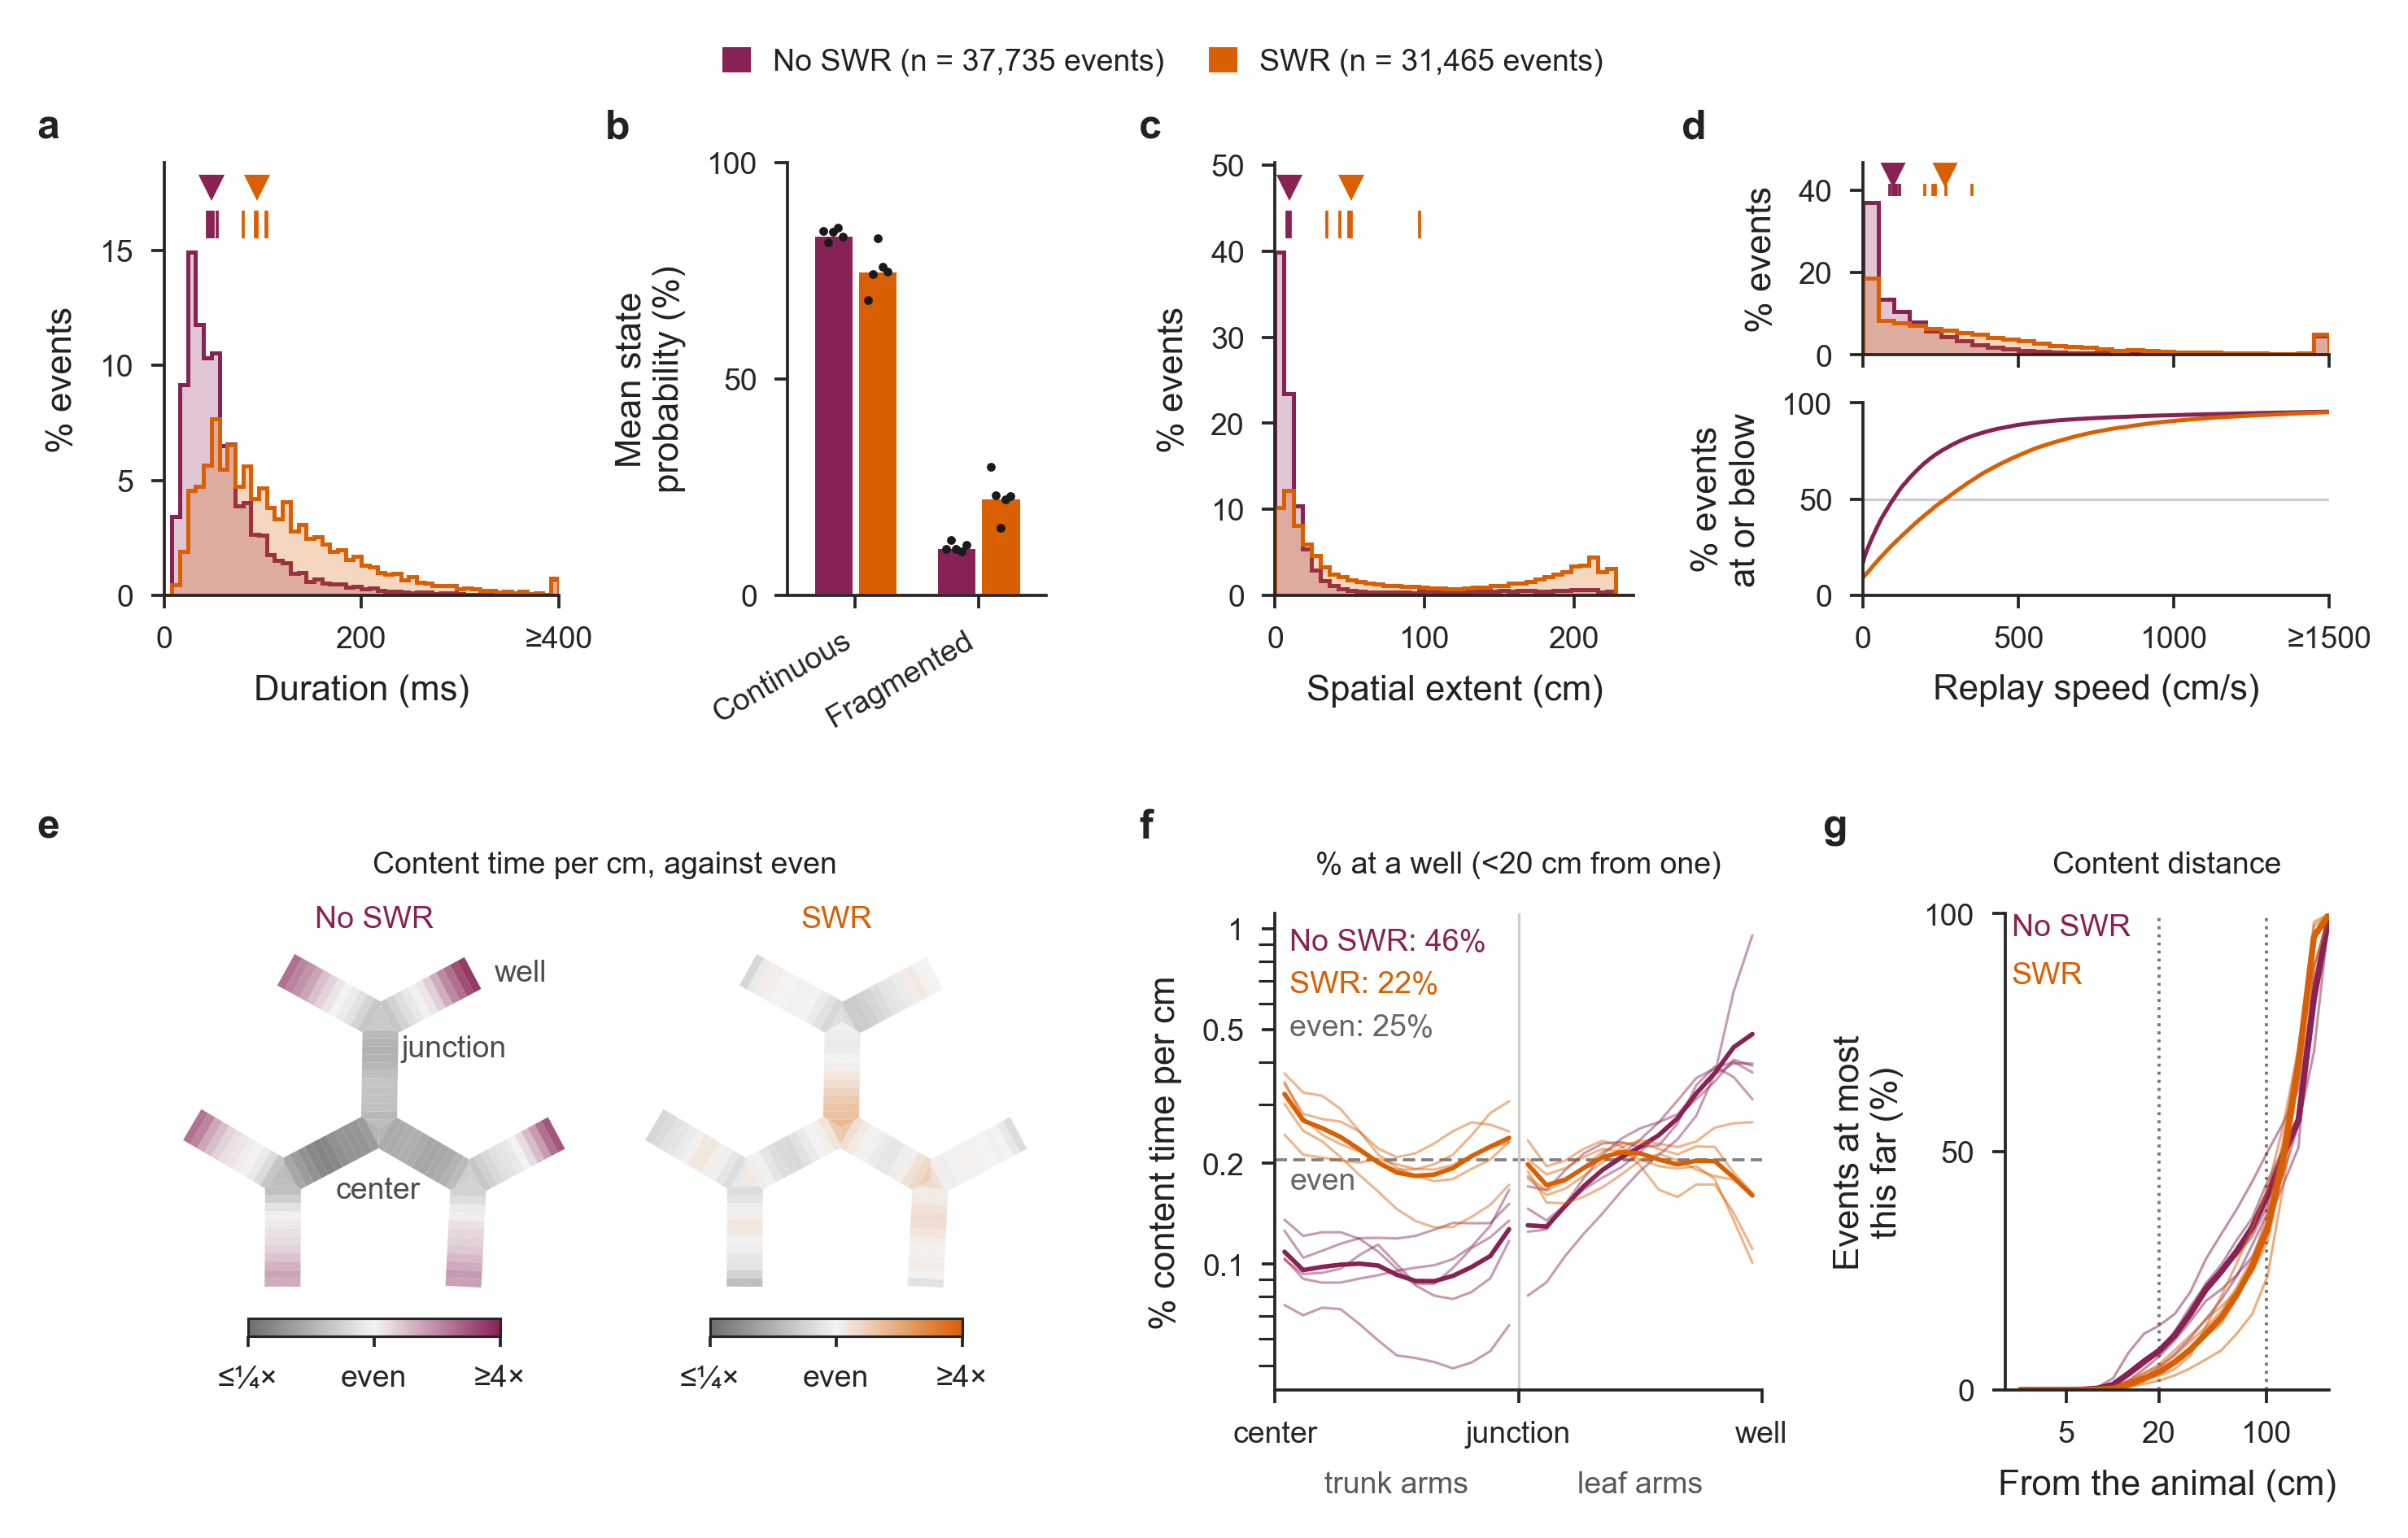 No SWR (n = 37,735 events)
SWR (n = 31,465 events)
a
15
10
5
0
% events
0
200
≥400
Duration (ms)
b
100
50
0
Mean state
probability (%)
Continuous
Fragmented
c
50
40
30
20
10
0
% events
0
100
200
Spatial extent (cm)
d
40
20
0
% events
100
50
0
% events
at or below
0
500
1000
≥1500
Replay speed (cm/s)
e
Content time per cm, against even
No SWR
SWR
well
junction
center
≤¼×
even
≥4×
≤¼×
even
≥4×
f
% at a well (<20 cm from one)
No SWR: 46%
SWR: 22%
even: 25%
even
1
0.5
0.2
0.1
% content time per cm
center
junction
well
trunk arms
leaf arms
g
Content distance
No SWR
SWR
100
50
0
Events at most
this far (%)
5
20
100
From the animal (cm)